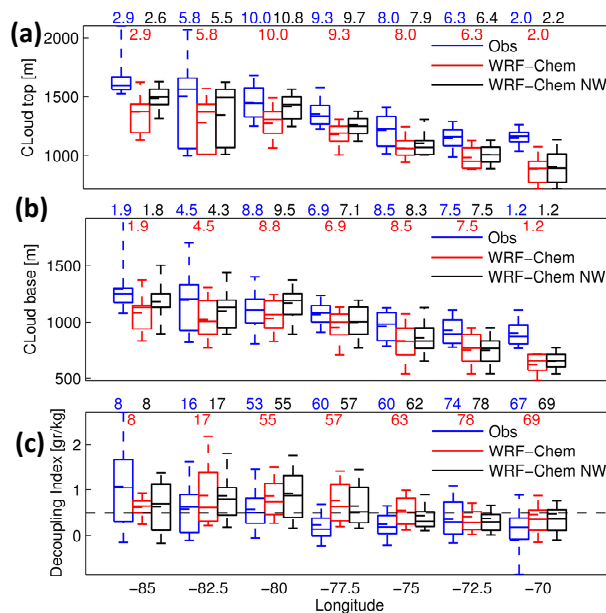 (a)
2.9 2.6 5.8 5.5 10.0 10.8 9.3 9.7 8.0 7.9 6.3 6.4 2.0 2.2
2.9 5.8 10.0 9.3 8.0 6.3 2.0
2000
1500
1000
CLoud top [m]
Obs
WRF-Chem
WRF-Chem NW
(b)
1.9 1.8 4.5 4.3 8.8 9.5 6.9 7.1 8.5 8.3 7.5 7.5 1.2 1.2
1.9 4.5 8.8 6.9 8.5 7.5 1.2
1500
1000
500
CLoud base [m]
Obs
WRF-Chem
WRF-Chem NW
(c)
8 8 16 17 53 55 60 57 60 62 74 78 67 69
8 17 55 57 63 78 69
2
1
0
Decoupling Index [gr/kg]
Obs
WRF-Chem
WRF-Chem NW
-85 -82.5 -80 -77.5 -75 -72.5 -70
Longitude